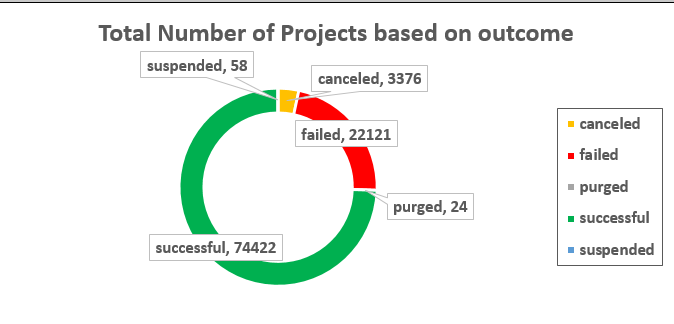 Total Number of Projects based on outcome
suspended, 58
canceled, 3376
failed, 22121
purged, 24
successful, 74422
canceled
failed
purged
successful
suspended